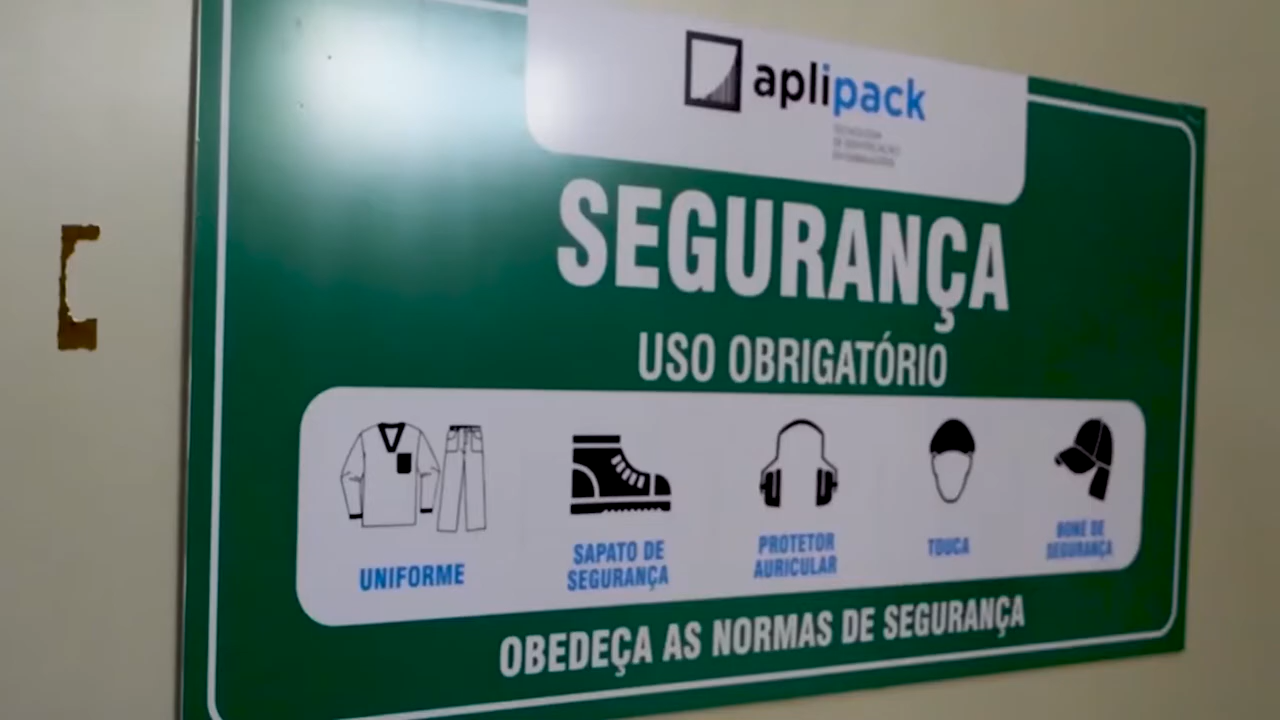 aplipack
SEGURANÇA
USO OBRIGATÓRIO
UNIFORME
SAPATO DE
SEGURANÇA
PROTETOR
AURICULAR
TOUCA
BONÉ DE
SEGURANÇA
OBEDEÇA AS NORMAS DE SEGURANÇA